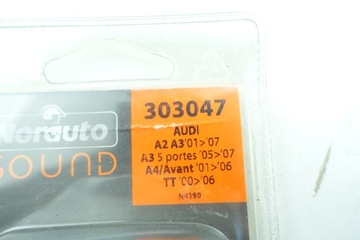 norauto
SOUND
303047
AUDI
A2 A3'01>'07
A3 5 portes '05>'07
A4/Avant '01>'06
TT '00>'06
N4190